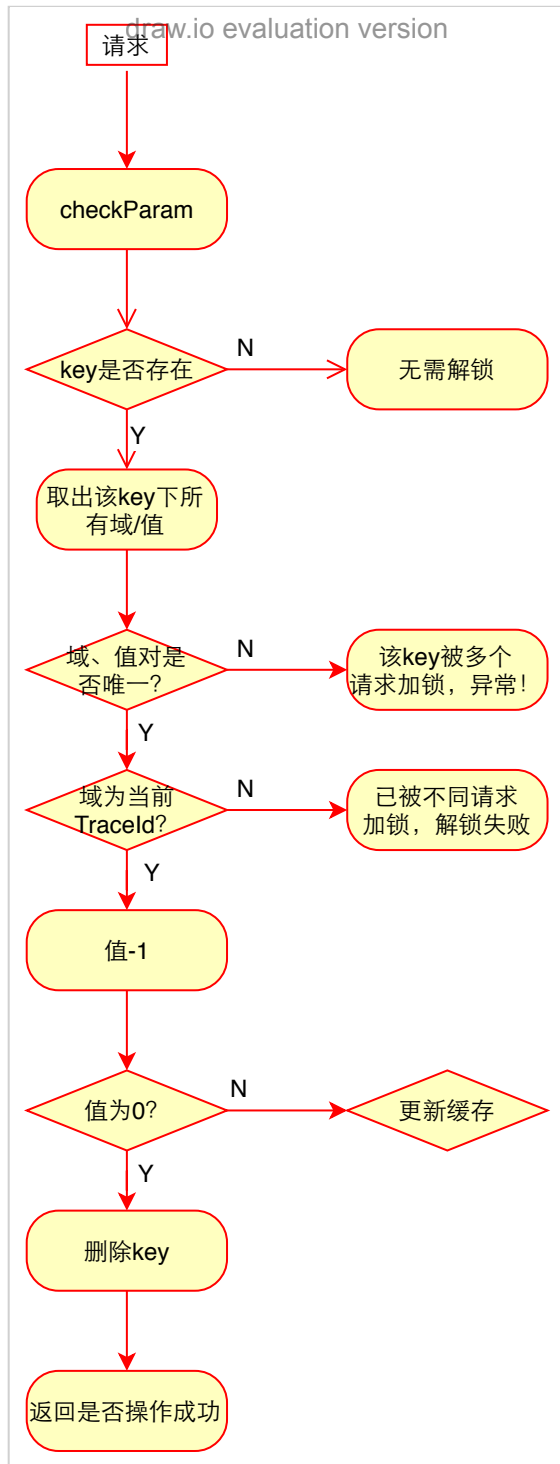 draw.io evaluation version
请求
checkParam
key是否存在
N
无需解锁
Y
取出该key下所
有域/值
域、值对是
否唯一？
N
该key被多个
请求加锁，异常！
Y
域为当前
TraceId？
N
已被不同请求
加锁，解锁失败
Y
值-1
值为0？
N
更新缓存
Y
删除key
返回是否操作成功